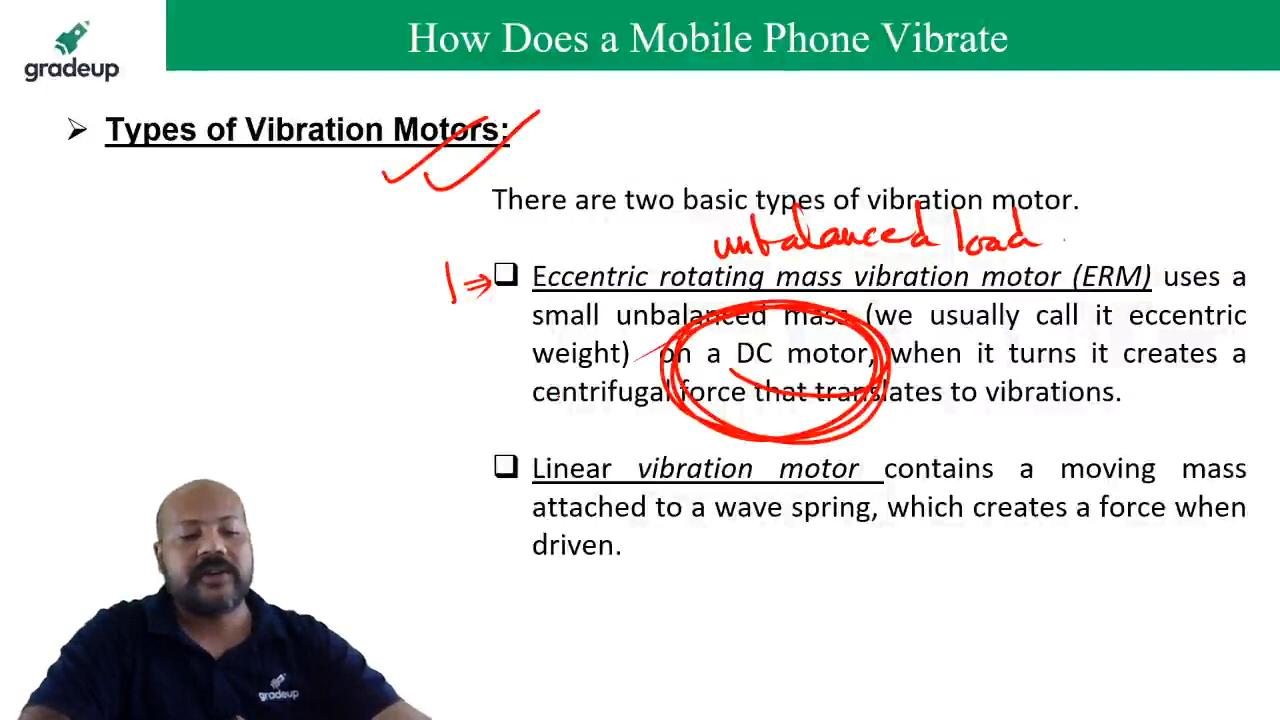 gradeup
How Does a Mobile Phone Vibrate
Types of Vibration Motors:
There are two basic types of vibration motor.
unbalanced load
1⇒
Eccentric rotating mass vibration motor (ERM) uses a
small unbalanced mass (we usually call it eccentric
weight) on a DC motor, when it turns it creates a
centrifugal force that translates to vibrations.
Linear vibration motor contains a moving mass
attached to a wave spring, which creates a force when
driven.
gradeup